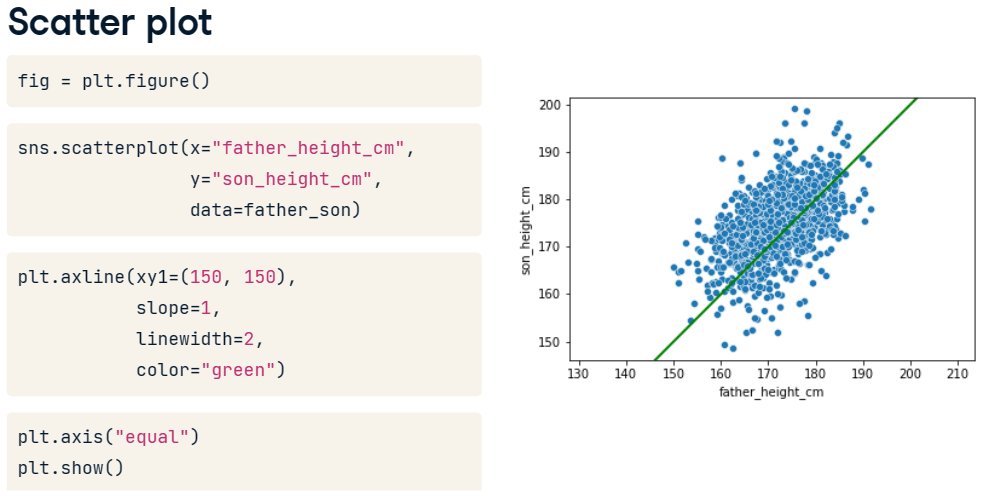 Scatter plot
fig = plt.figure()
sns.scatterplot(x="father_height_cm",
y="son_height_cm",
data=father_son)
plt.axline(xy1=(150, 150),
slope=1,
linewidth=2,
color="green")
plt.axis("equal")
plt.show()
200
190
180
170
160
150
son_height_cm
130 140 150 160 170 180 190 200 210
father_height_cm